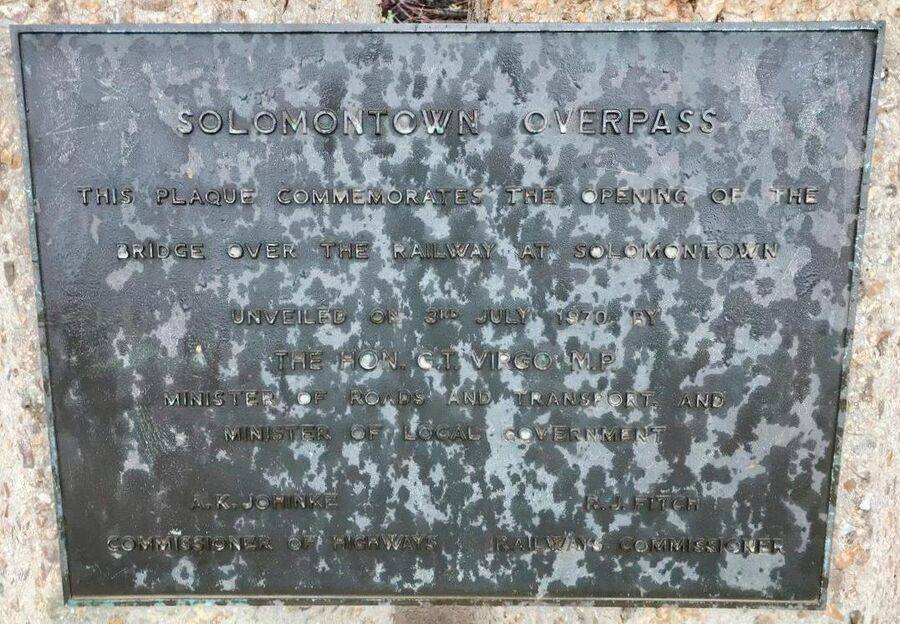 SOLOMONTOWN OVERPASS
THIS PLAQUE COMMEMORATES THE OPENING OF THE
BRIDGE OVER THE RAILWAY AT SOLOMONTOWN
UNVEILED ON 3RD JULY 1970 BY
THE HON. G.T. VIRGO M.P.
MINISTER OF ROADS AND TRANSPORT AND
MINISTER OF LOCAL GOVERNMENT
A.K. JOHINKE R.J. FITCH
COMMISSIONER OF HIGHWAYS RAILWAYS COMMISSIONER